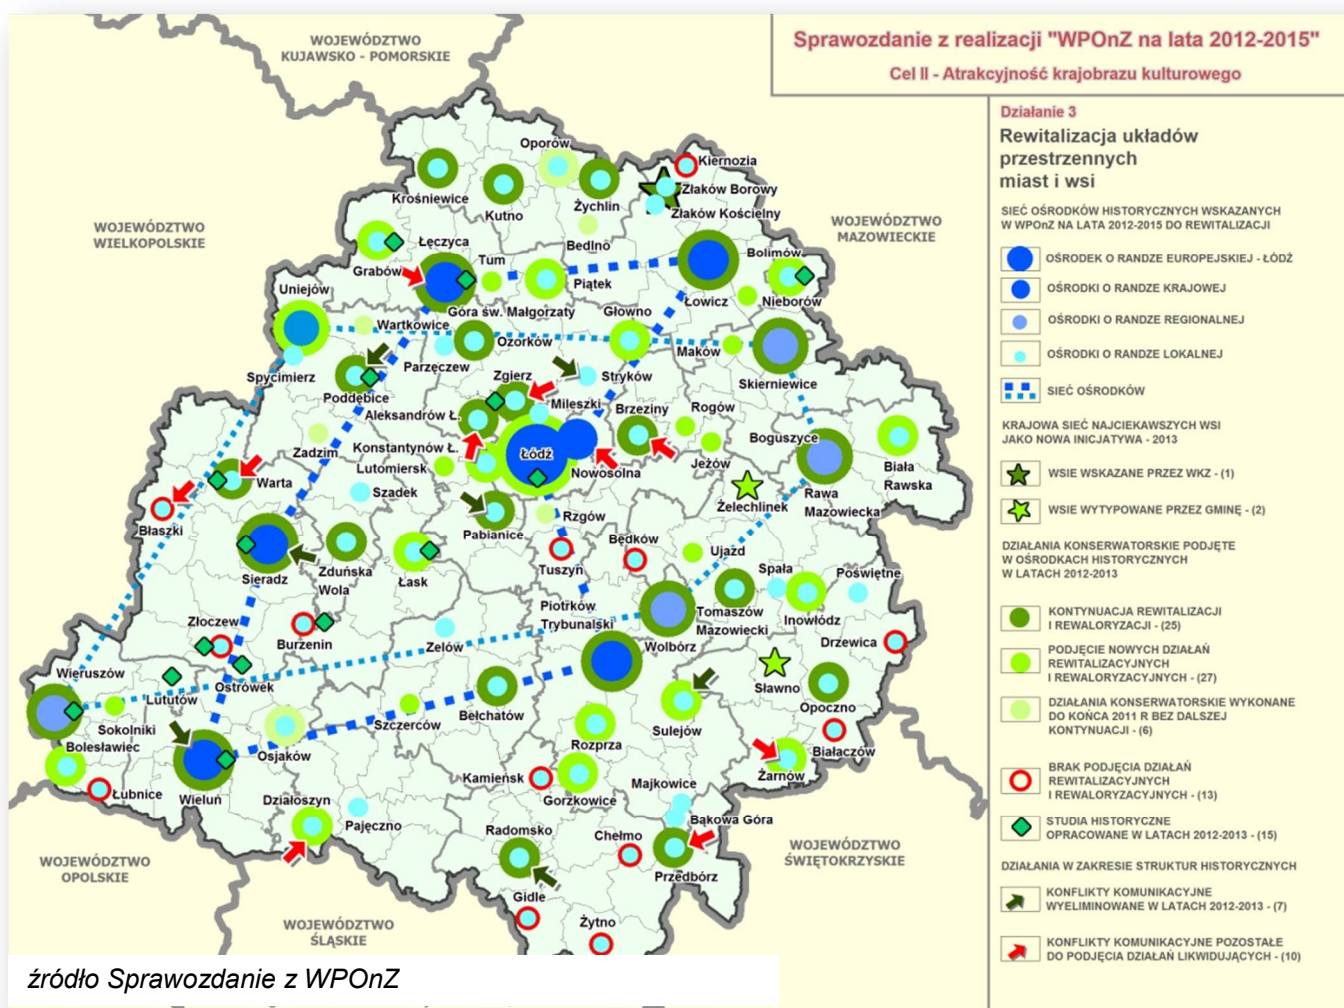 Sprawozdanie z realizacji "WPOnZ na lata 2012-2015"
Cel II - Atrakcyjność krajobrazu kulturowego
Działanie 3
Rewitalizacja układów
przestrzennych
miast i wsi
SIEĆ OŚRODKÓW HISTORYCZNYCH WSKAZANYCH
W WPOnZ NA LATA 2012-2015 DO REWITALIZACJI
OŚRODEK O RANDZE EUROPEJSKIEJ - ŁÓDŹ
OŚRODKI O RANDZE KRAJOWEJ
OŚRODKI O RANDZE REGIONALNEJ
OŚRODKI O RANDZE LOKALNEJ
SIEĆ OŚRODKÓW
KRAJOWA SIEĆ NAJCIEKAWSZYCH WSI
JAKO NOWA INICJATYWA - 2013
WSIE WSKAZANE PRZEZ WKZ - (1)
WSIE WYTYPOWANE PRZEZ GMINĘ - (2)
DZIAŁANIA KONSERWATORSKIE PODJĘTE
W OŚRODKACH HISTORYCZNYCH
W LATACH 2012-2013
KONTYNUACJA REWITALIZACJI
I REWALORYZACJI - (25)
PODJĘCIE NOWYCH DZIAŁAŃ
REWITALIZACYJNYCH
I REWALORYZACYJNYCH - (27)
DZIAŁANIA KONSERWATORSKIE WYKONANE
DO KOŃCA 2011 R BEZ DALSZEJ
KONTYNUACJI - (6)
BRAK PODJĘCIA DZIAŁAŃ
REWITALIZACYJNYCH
I REWALORYZACYJNYCH - (13)
STUDIA HISTORYCZNE
OPRACOWANE W LATACH 2012-2013 - (15)
DZIAŁANIA W ZAKRESIE STRUKTUR HISTORYCZNYCH
KONFLIKTY KOMUNIKACYJNE
WYELIMINOWANE W LATACH 2012-2013 - (7)
KONFLIKTY KOMUNIKACYJNE POZOSTAŁE
DO PODJĘCIA DZIAŁAŃ LIKWIDUJĄCYCH - (10)
WOJEWÓDZTWO
KUJAWSKO - POMORSKIE
WOJEWÓDZTWO
WIELKOPOLSKIE
WOJEWÓDZTWO
MAZOWIECKIE
WOJEWÓDZTWO
OPOLSKIE
WOJEWÓDZTWO
ŚLĄSKIE
WOJEWÓDZTWO
ŚWIĘTOKRZYSKIE
Oporów
Kiernozia
Krośniewice
Kutno
Żychlin
Złaków Borowy
Złaków Kościelny
Bedlno
Łęczyca
Tum
Grabów
Piątek
Łowicz
Bolimów
Nieborów
Uniejów
Góra św. Małgorzaty
Głowno
Wartkowice
Ozorków
Maków
Parzęczew
Skierniewice
Spycimierz
Poddębice
Zgierz
Stryków
Mileszki
Aleksandrów Ł.
Brzeziny
Rogów
Konstantynów Ł.
Łódź
Boguszyce
Zadzim
Lutomiersk
Nowosolna
Jeżów
Biała
Rawska
Warta
Szadek
Rawa
Mazowiecka
Żelechlinek
Błaszki
Pabianice
Rzgów
Będków
Ujazd
Sieradz
Zduńska
Wola
Łask
Tuszyn
Spała
Poświętne
Piotrków
Trybunalski
Tomaszów
Mazowiecki
Inowłódz
Złoczew
Burzenin
Zelów
Wolbórz
Drzewica
Wieruszów
Ostrówek
Lututów
Sławno
Opoczno
Sokolniki
Szczerców
Bełchatów
Sulejów
Bolesławiec
Osjaków
Rozprza
Białaczów
Żarnów
Łubnice
Wieluń
Działoszyn
Kamieńsk
Gorzkowice
Majkowice
Pajęczno
Bąkowa Góra
Radomsko
Chełmo
Przedbórz
Gidle
Żytno
źródło Sprawozdanie z WPOnZ